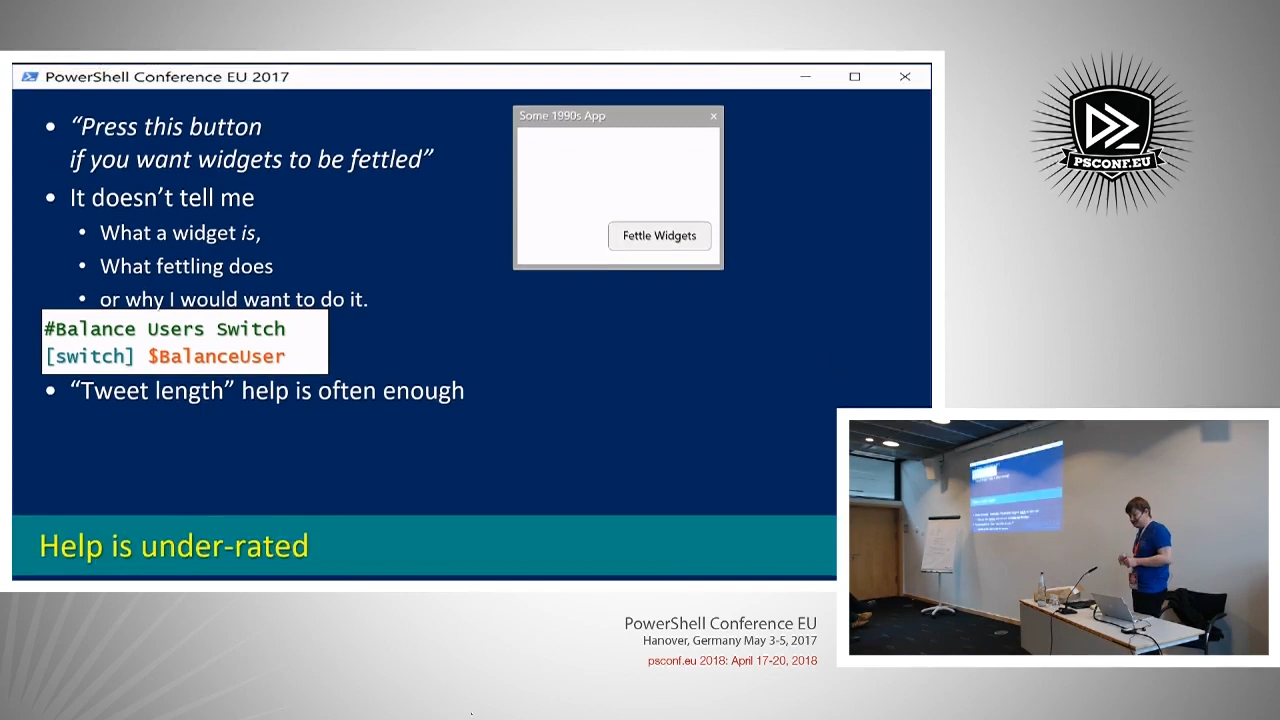 PowerShell Conference EU 2017
• “Press this button
if you want widgets to be fettled”
• It doesn’t tell me
• What a widget is,
• What fettling does
• or why I would want to do it.
#Balance Users Switch
[switch] $BalanceUser
• “Tweet length” help is often enough
Some 1990s App
Fettle Widgets
Help is under-rated
PSCONF.EU
PowerShell Conference EU
Hanover, Germany May 3-5, 2017
psconf.eu 2018: April 17-20, 2018